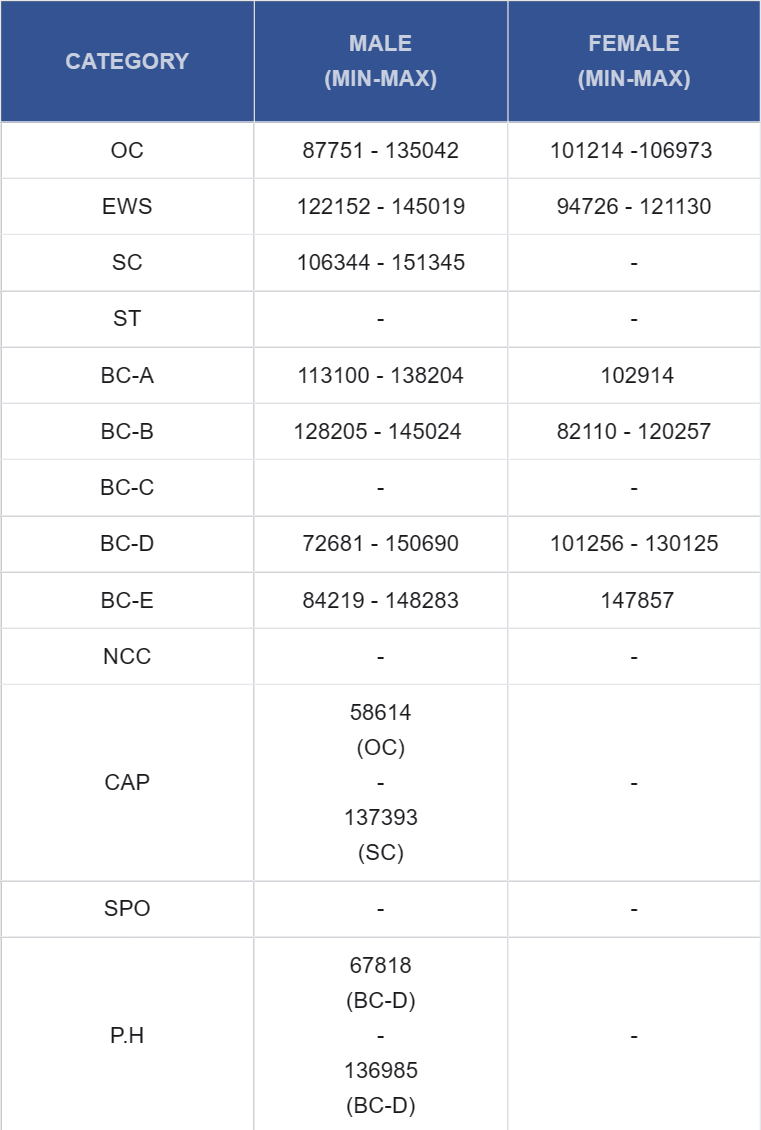 CATEGORY MALE (MIN-MAX) FEMALE (MIN-MAX)
OC 87751 - 135042 101214 -106973
EWS 122152 - 145019 94726 - 121130
SC 106344 - 151345 -
ST - -
BC-A 113100 - 138204 102914
BC-B 128205 - 145024 82110 - 120257
BC-C - -
BC-D 72681 - 150690 101256 - 130125
BC-E 84219 - 148283 147857
NCC - -
CAP 58614 (OC) - 137393 (SC) -
SPO - -
P.H 67818 (BC-D) - 136985 (BC-D) -